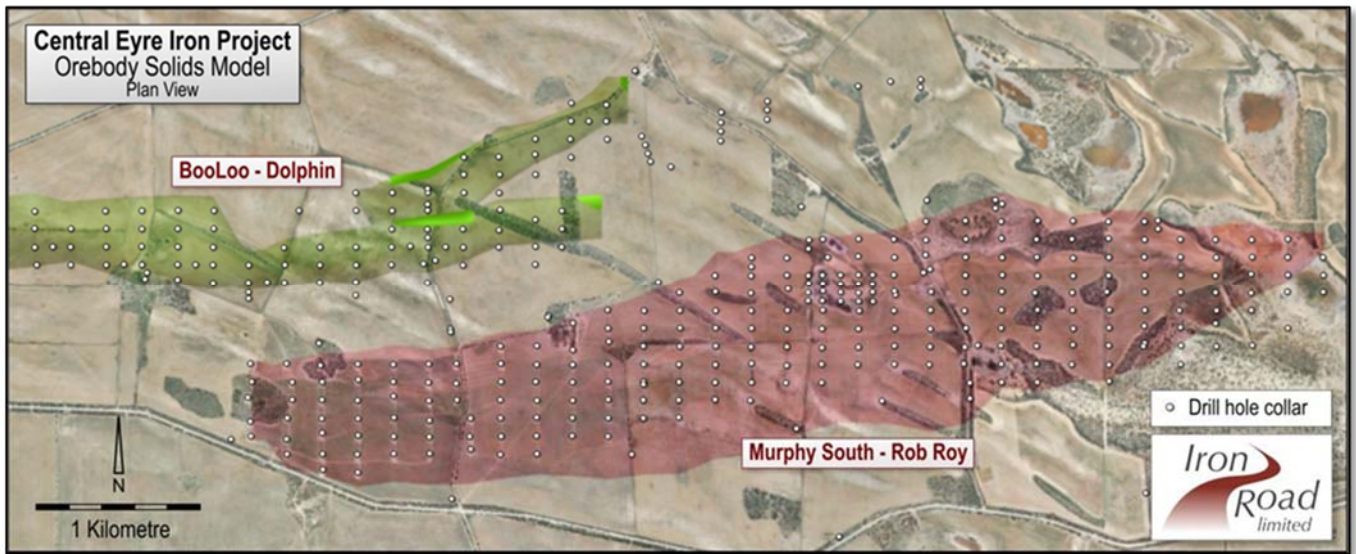 Central Eyre Iron Project
Orebody Solids Model
Plan View
BooLoo - Dolphin
Murphy South - Rob Roy
Drill hole collar
N
1 Kilometre
Iron
Road
limited